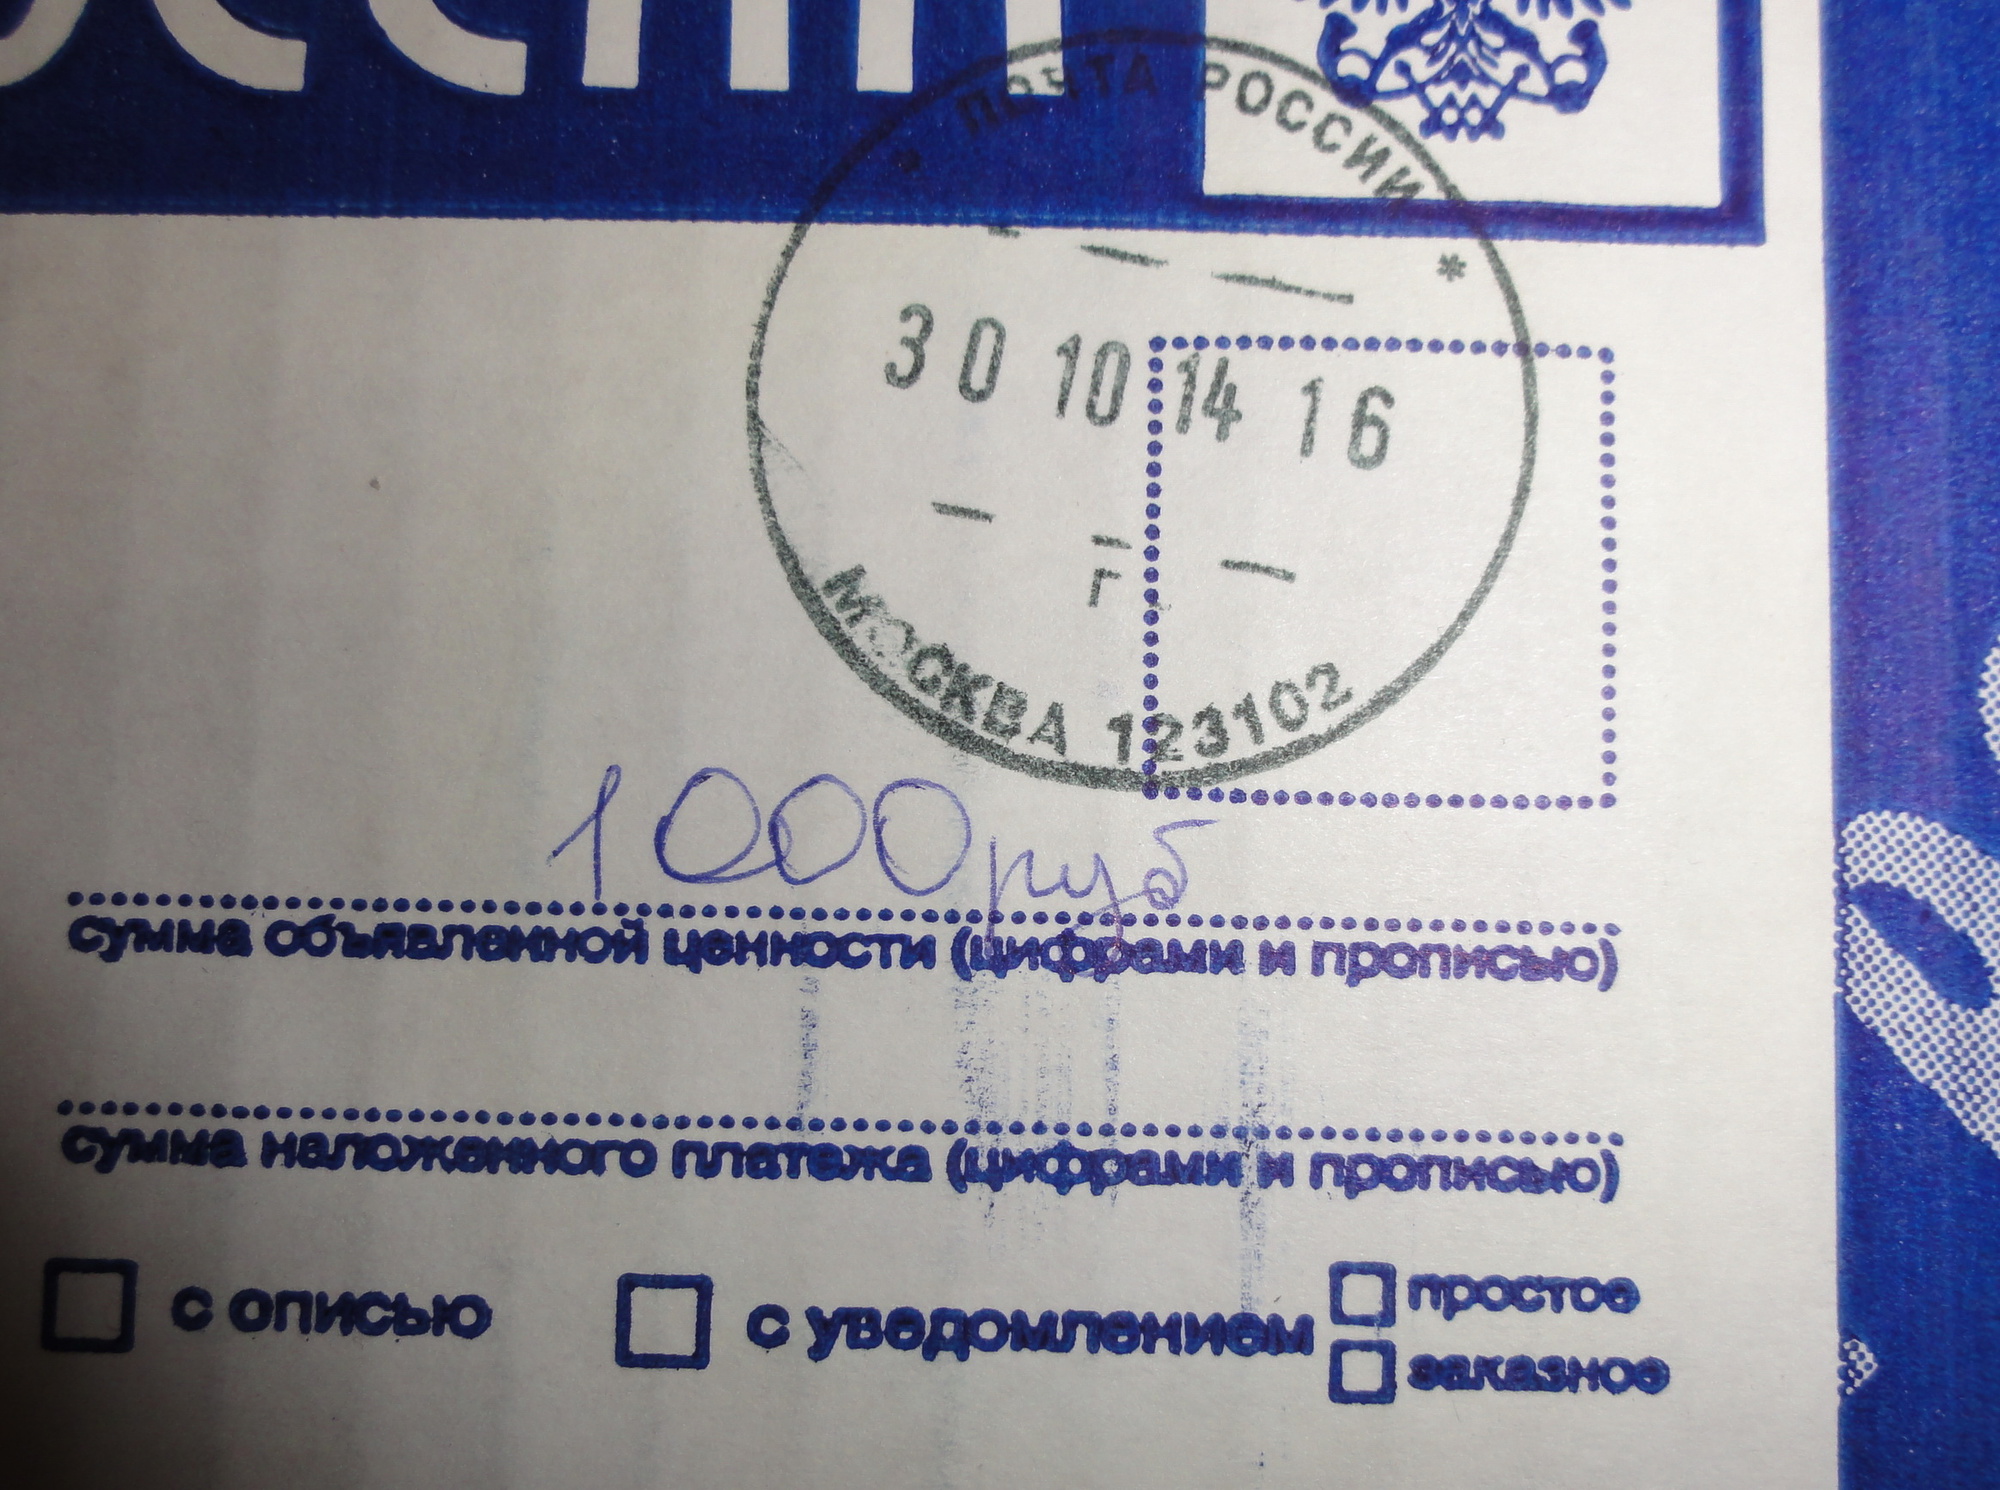 ПОЧТА РОССИИ
30 10 14 16
г
МОСКВА 123102
1000 руб
сумма объявленной ценности (цифрами и прописью)
сумма наложенного платежа (цифрами и прописью)
с описью
с уведомлением
простое
заказное